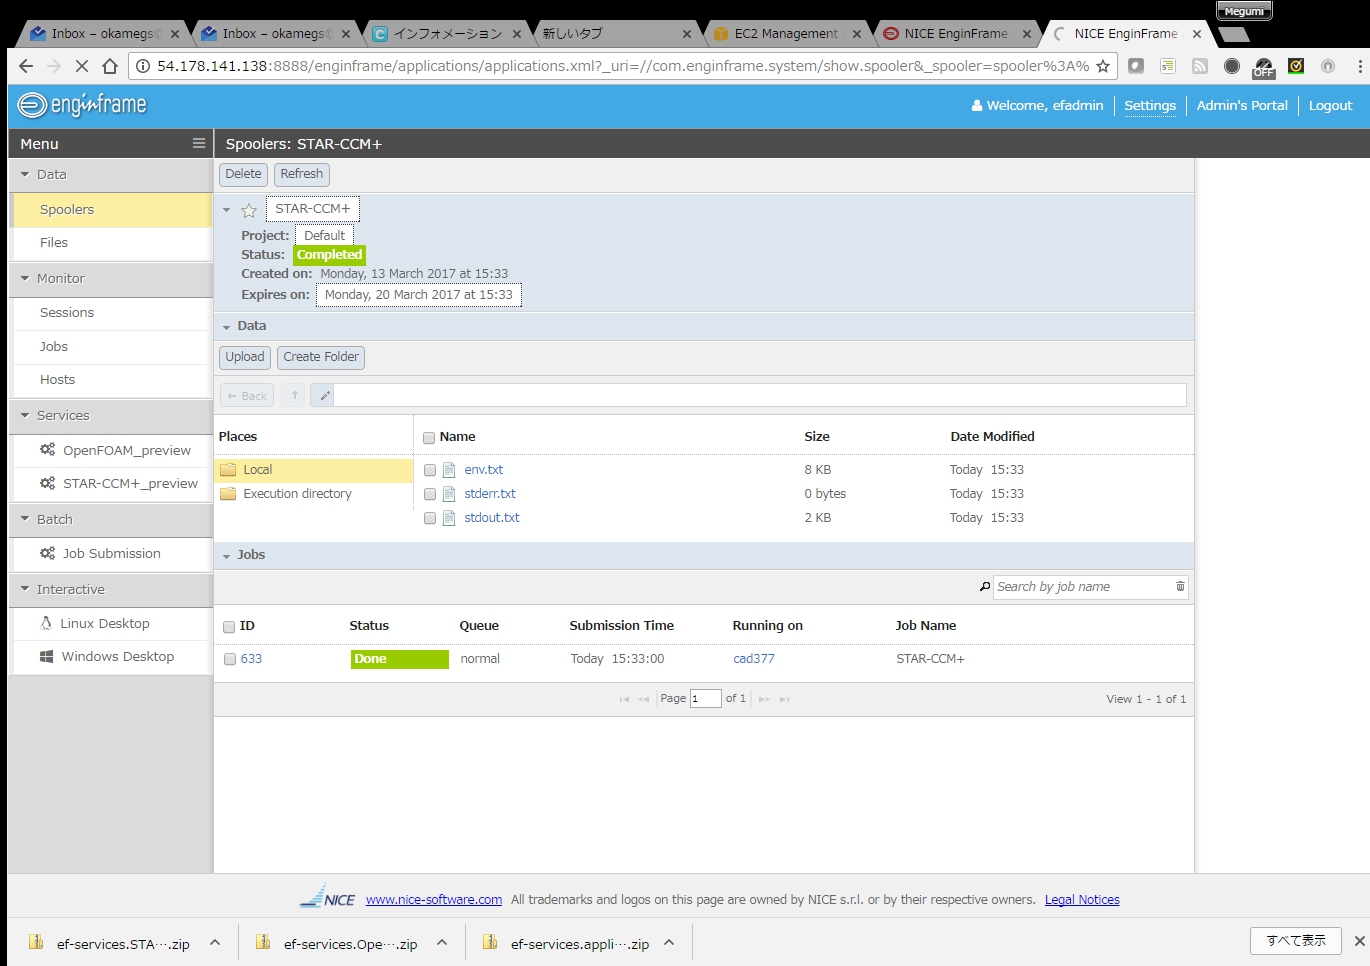 Megumi
Inbox – okamegs@
Inbox – okamegs@
インフォメーション
新しいタブ
EC2 Management
NICE EnginFrame
NICE EnginFrame
54.178.141.138:8888/enginframe/applications/applications.xml?_uri=//com.enginframe.system/show.spooler&_spooler=spooler%3A%
OFF
enginframe
Welcome, efadmin
Settings
Admin's Portal
Logout
Menu
Spoolers: STAR-CCM+
Data
Spoolers
Files
Monitor
Sessions
Jobs
Hosts
Services
OpenFOAM_preview
STAR-CCM+_preview
Batch
Job Submission
Interactive
Linux Desktop
Windows Desktop
Delete
Refresh
STAR-CCM+
Project: Default
Status: Completed
Created on: Monday, 13 March 2017 at 15:33
Expires on: Monday, 20 March 2017 at 15:33
Data
Upload
Create Folder
Back
Places
Local
Execution directory
Name Size Date Modified
env.txt 8 KB Today 15:33
stderr.txt 0 bytes Today 15:33
stdout.txt 2 KB Today 15:33
Jobs
Search by job name
ID Status Queue Submission Time Running on Job Name
633 Done normal Today 15:33:00 cad377 STAR-CCM+
Page 1 of 1
View 1 - 1 of 1
NICE www.nice-software.com All trademarks and logos on this page are owned by NICE s.r.l. or by their respective owners. Legal Notices
ef-services.STA....zip
ef-services.Ope....zip
ef-services.appli....zip
すべて表示